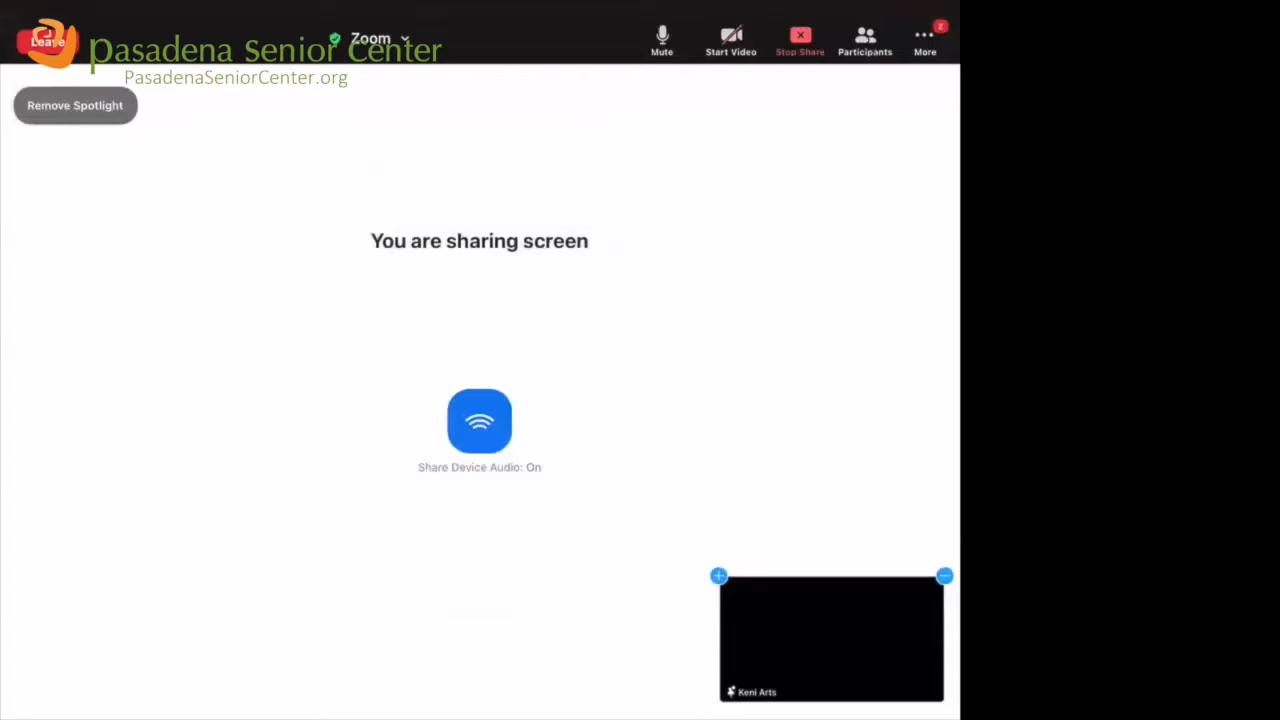 Leave
Zoom
Pasadena Senior Center
PasadenaSeniorCenter.org
Mute
Start Video
Stop Share
Participants
More
2
Remove Spotlight
You are sharing screen
Share Device Audio: On
Keni Arts